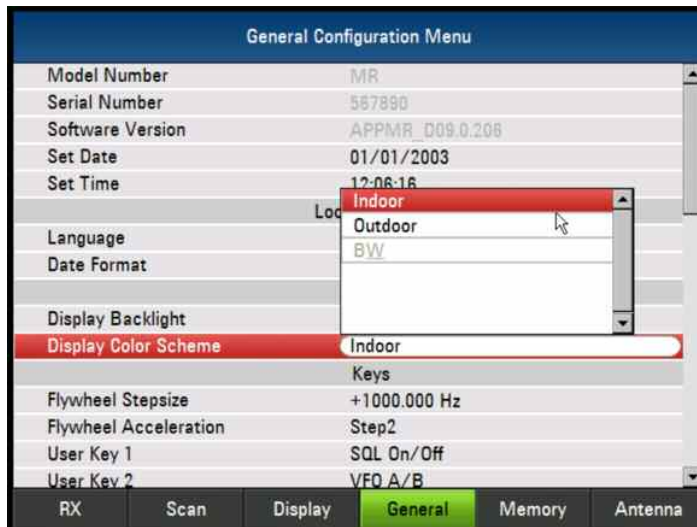 General Configuration Menu
Model Number MR
Serial Number 567890
Software Version APPMR_D09.0.206
Set Date 01/01/2003
Set Time 12:06:16
Loc
Indoor
Outdoor
BW
Language
Date Format
Display Backlight
Display Color Scheme Indoor
Keys
Flywheel Stepsize +1000.000 Hz
Flywheel Acceleration Step2
User Key 1 SQL On/Off
User Key 2 VFO A/B
RX Scan Display General Memory Antenna